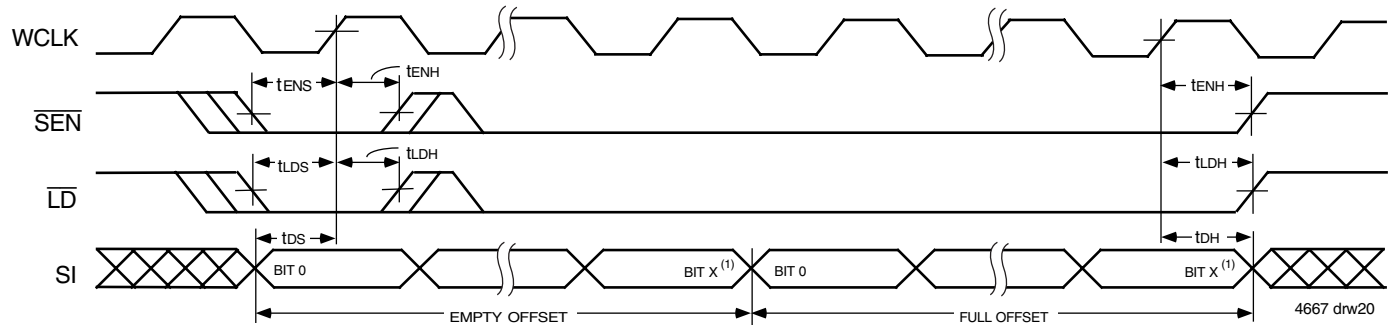 WCLK
tENS
tENH
tENH
SEN
tLDS
tLDH
tLDH
LD
tDS
tDH
SI
BIT 0
BIT X (1)
BIT 0
BIT X (1)
EMPTY OFFSET
FULL OFFSET
4667 drw20